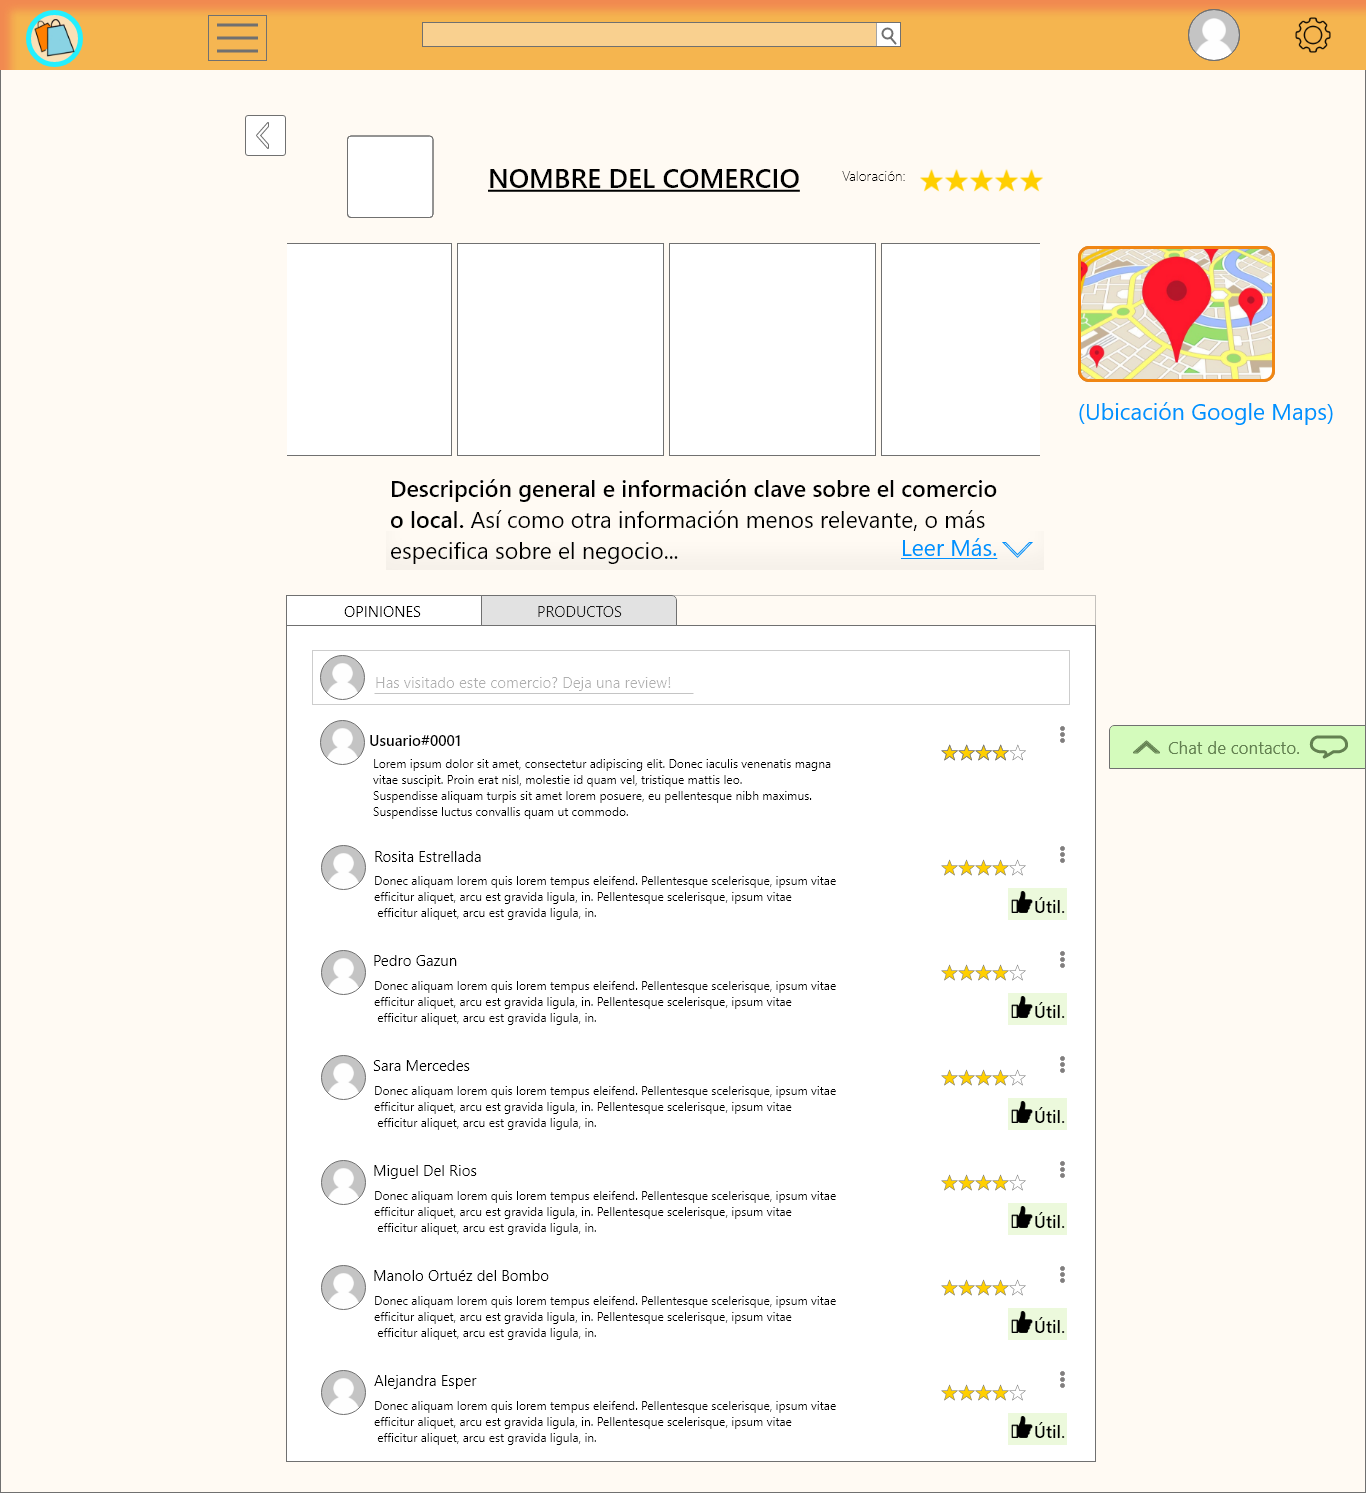 NOMBRE DEL COMERCIO
Valoración:
(Ubicación Google Maps)
Descripción general e información clave sobre el comercio
o local. Así como otra información menos relevante, o más
especifica sobre el negocio...
Leer Más.
OPINIONES
PRODUCTOS
Has visitado este comercio? Deja una review!
Usuario#0001
Lorem ipsum dolor sit amet, consectetur adipiscing elit. Donec iaculis venenatis magna
vitae suscipit. Proin erat nisl, molestie id quam vel, tristique mattis leo.
Suspendisse aliquam turpis sit amet lorem posuere, eu pellentesque nibh maximus.
Suspendisse luctus convallis quam ut commodo.
Chat de contacto.
Rosita Estrellada
Donec aliquam lorem quis lorem tempus eleifend. Pellentesque scelerisque, ipsum vitae
efficitur aliquet, arcu est gravida ligula, in. Pellentesque scelerisque, ipsum vitae
efficitur aliquet, arcu est gravida ligula, in.
Útil.
Pedro Gazun
Donec aliquam lorem quis lorem tempus eleifend. Pellentesque scelerisque, ipsum vitae
efficitur aliquet, arcu est gravida ligula, in. Pellentesque scelerisque, ipsum vitae
efficitur aliquet, arcu est gravida ligula, in.
Útil.
Sara Mercedes
Donec aliquam lorem quis lorem tempus eleifend. Pellentesque scelerisque, ipsum vitae
efficitur aliquet, arcu est gravida ligula, in. Pellentesque scelerisque, ipsum vitae
efficitur aliquet, arcu est gravida ligula, in.
Útil.
Miguel Del Rios
Donec aliquam lorem quis lorem tempus eleifend. Pellentesque scelerisque, ipsum vitae
efficitur aliquet, arcu est gravida ligula, in. Pellentesque scelerisque, ipsum vitae
efficitur aliquet, arcu est gravida ligula, in.
Útil.
Manolo Ortuéz del Bombo
Donec aliquam lorem quis lorem tempus eleifend. Pellentesque scelerisque, ipsum vitae
efficitur aliquet, arcu est gravida ligula, in. Pellentesque scelerisque, ipsum vitae
efficitur aliquet, arcu est gravida ligula, in.
Útil.
Alejandra Esper
Donec aliquam lorem quis lorem tempus eleifend. Pellentesque scelerisque, ipsum vitae
efficitur aliquet, arcu est gravida ligula, in. Pellentesque scelerisque, ipsum vitae
efficitur aliquet, arcu est gravida ligula, in.
Útil.